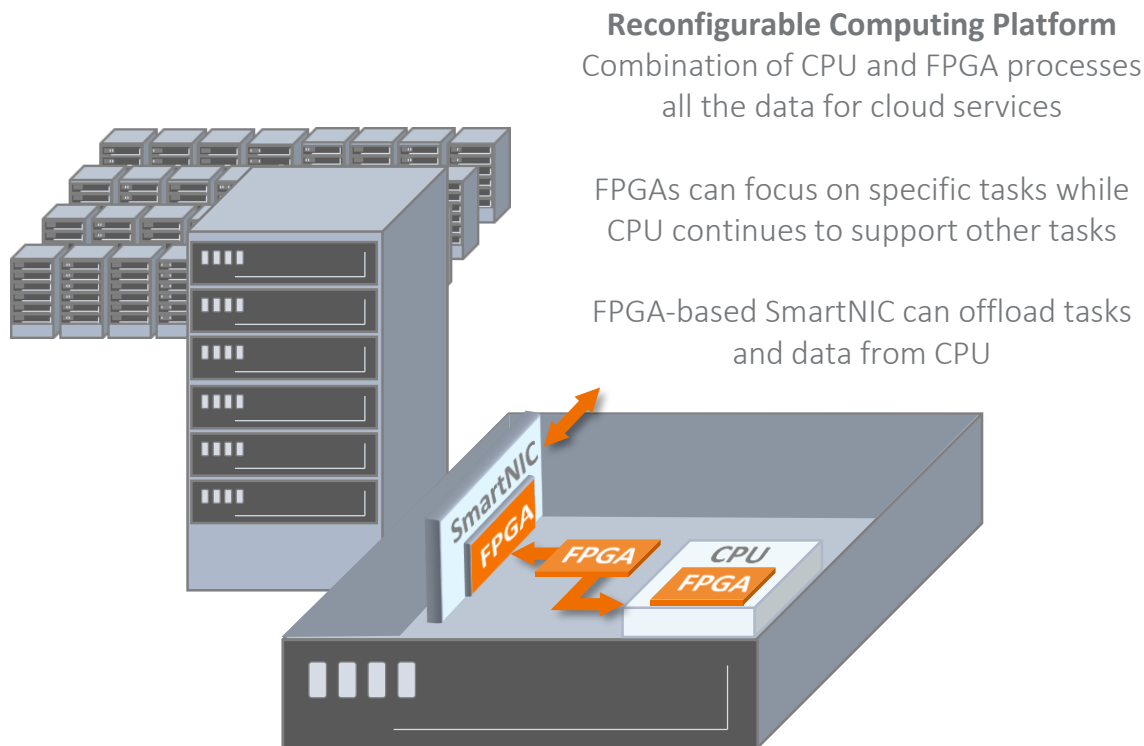 Reconfigurable Computing Platform
Combination of CPU and FPGA processes
all the data for cloud services
FPGAs can focus on specific tasks while
CPU continues to support other tasks
FPGA-based SmartNIC can offload tasks
and data from CPU
SmartNIC
FPGA
FPGA
CPU
FPGA